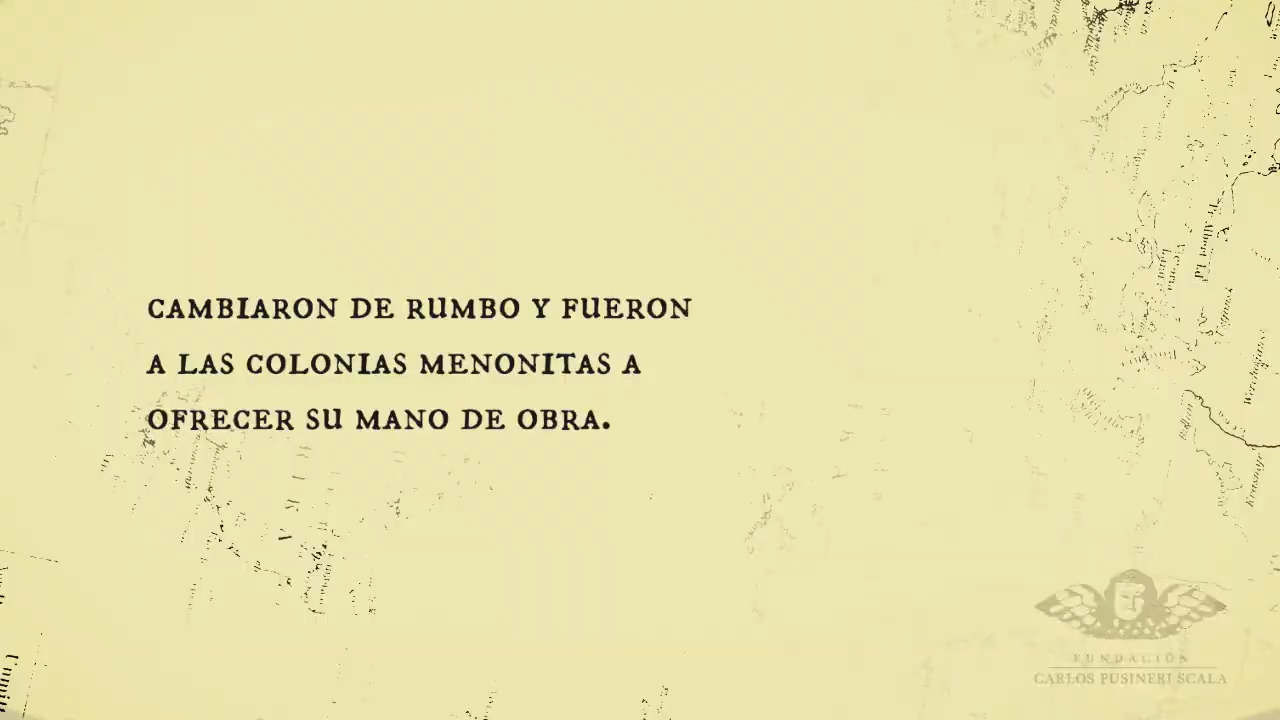 CAMBIARON DE RUMBO Y FUERON
A LAS COLONIAS MENONITAS A
OFRECER SU MANO DE OBRA.
FUNDACIÓN
CARLOS PUSINERI SCALA